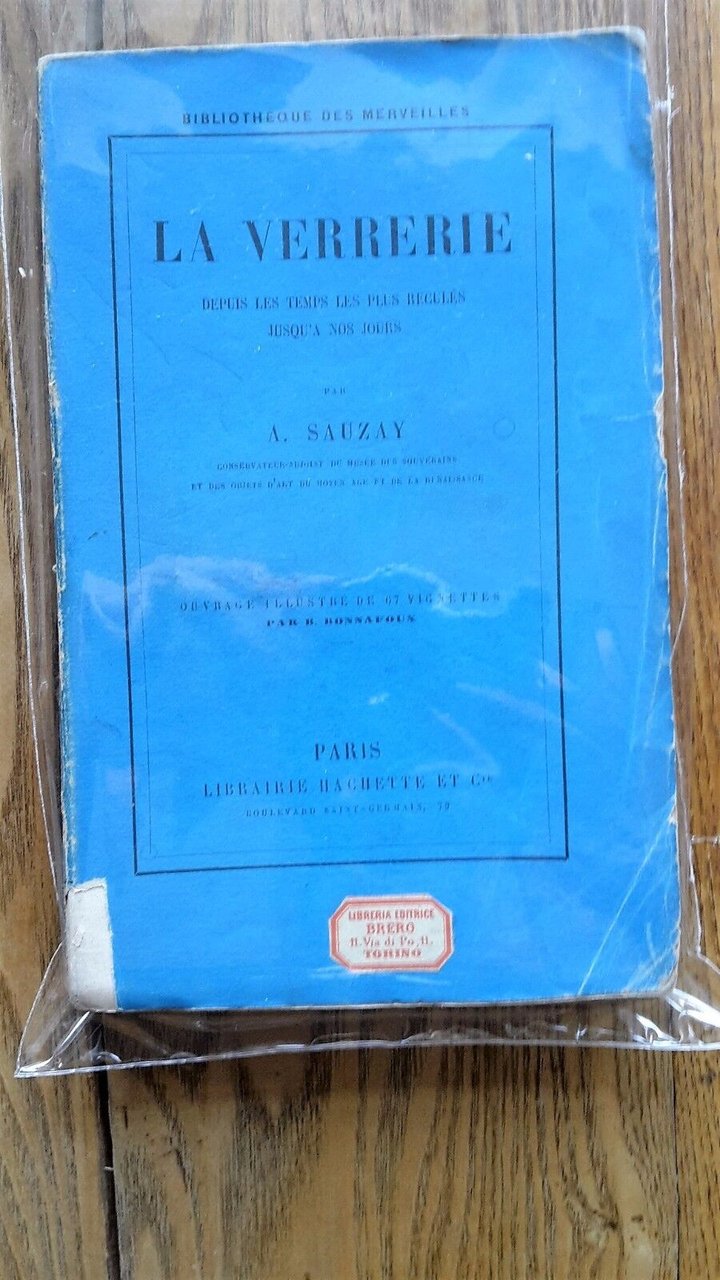 BIBLIOTHÈQUE DES MERVEILLES
LA VERRERIE
DEPUIS LES TEMPS LES PLUS RECULÉS
JUSQU'A NOS JOURS
PAR
A. SAUZAY
CONSERVATEUR-ADJOINT DU MUSÉE DES SOUVERAINS
ET DES OBJETS D'ART DU MOYEN AGE ET DE LA RENAISSANCE
OUVRAGE ILLUSTRÉ DE 67 VIGNETTES
PAR B. BONNAFOUX
PARIS
LIBRAIRIE HACHETTE ET Cie
BOULEVARD SAINT-GERMAIN, 79
LIBRERIA EDITRICE
BRERO
11. Via di Po, 11.
TORINO